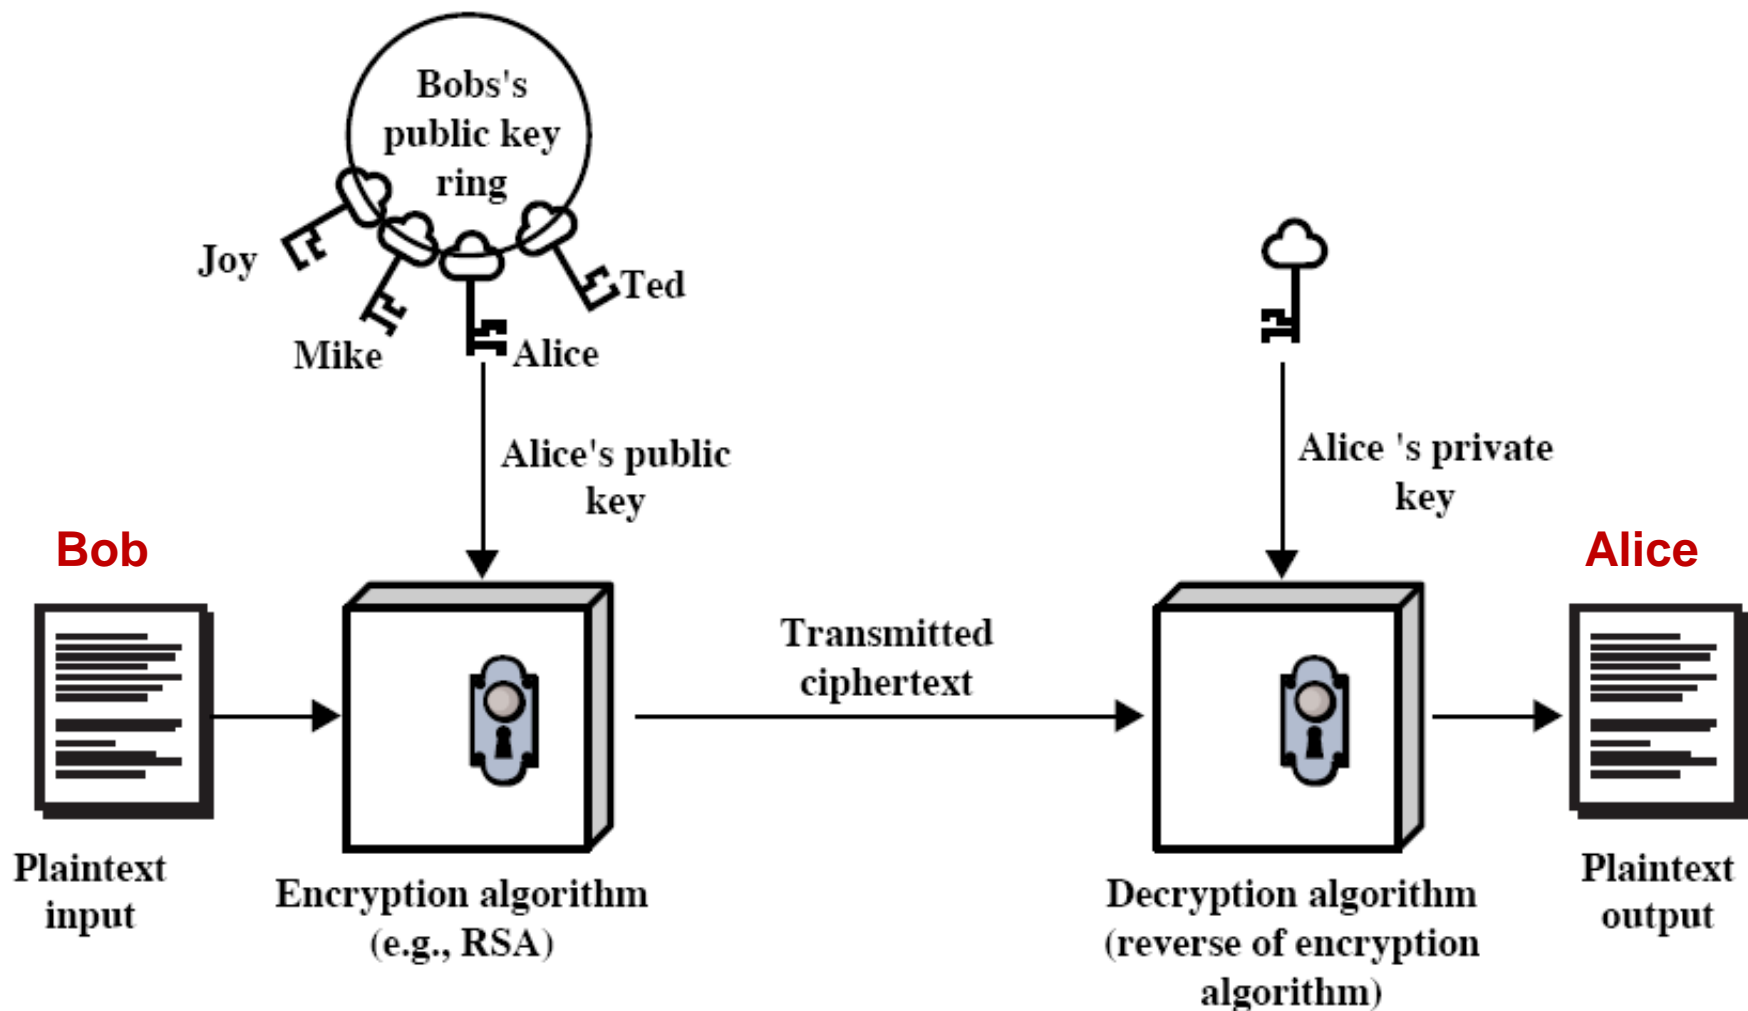 Bobs's
public key
ring
Joy
Ted
Mike
Alice
Alice's public
key
Alice 's private
key
Bob
Alice
Transmitted
ciphertext
Plaintext
input
Encryption algorithm
(e.g., RSA)
Decryption algorithm
(reverse of encryption
algorithm)
Plaintext
output